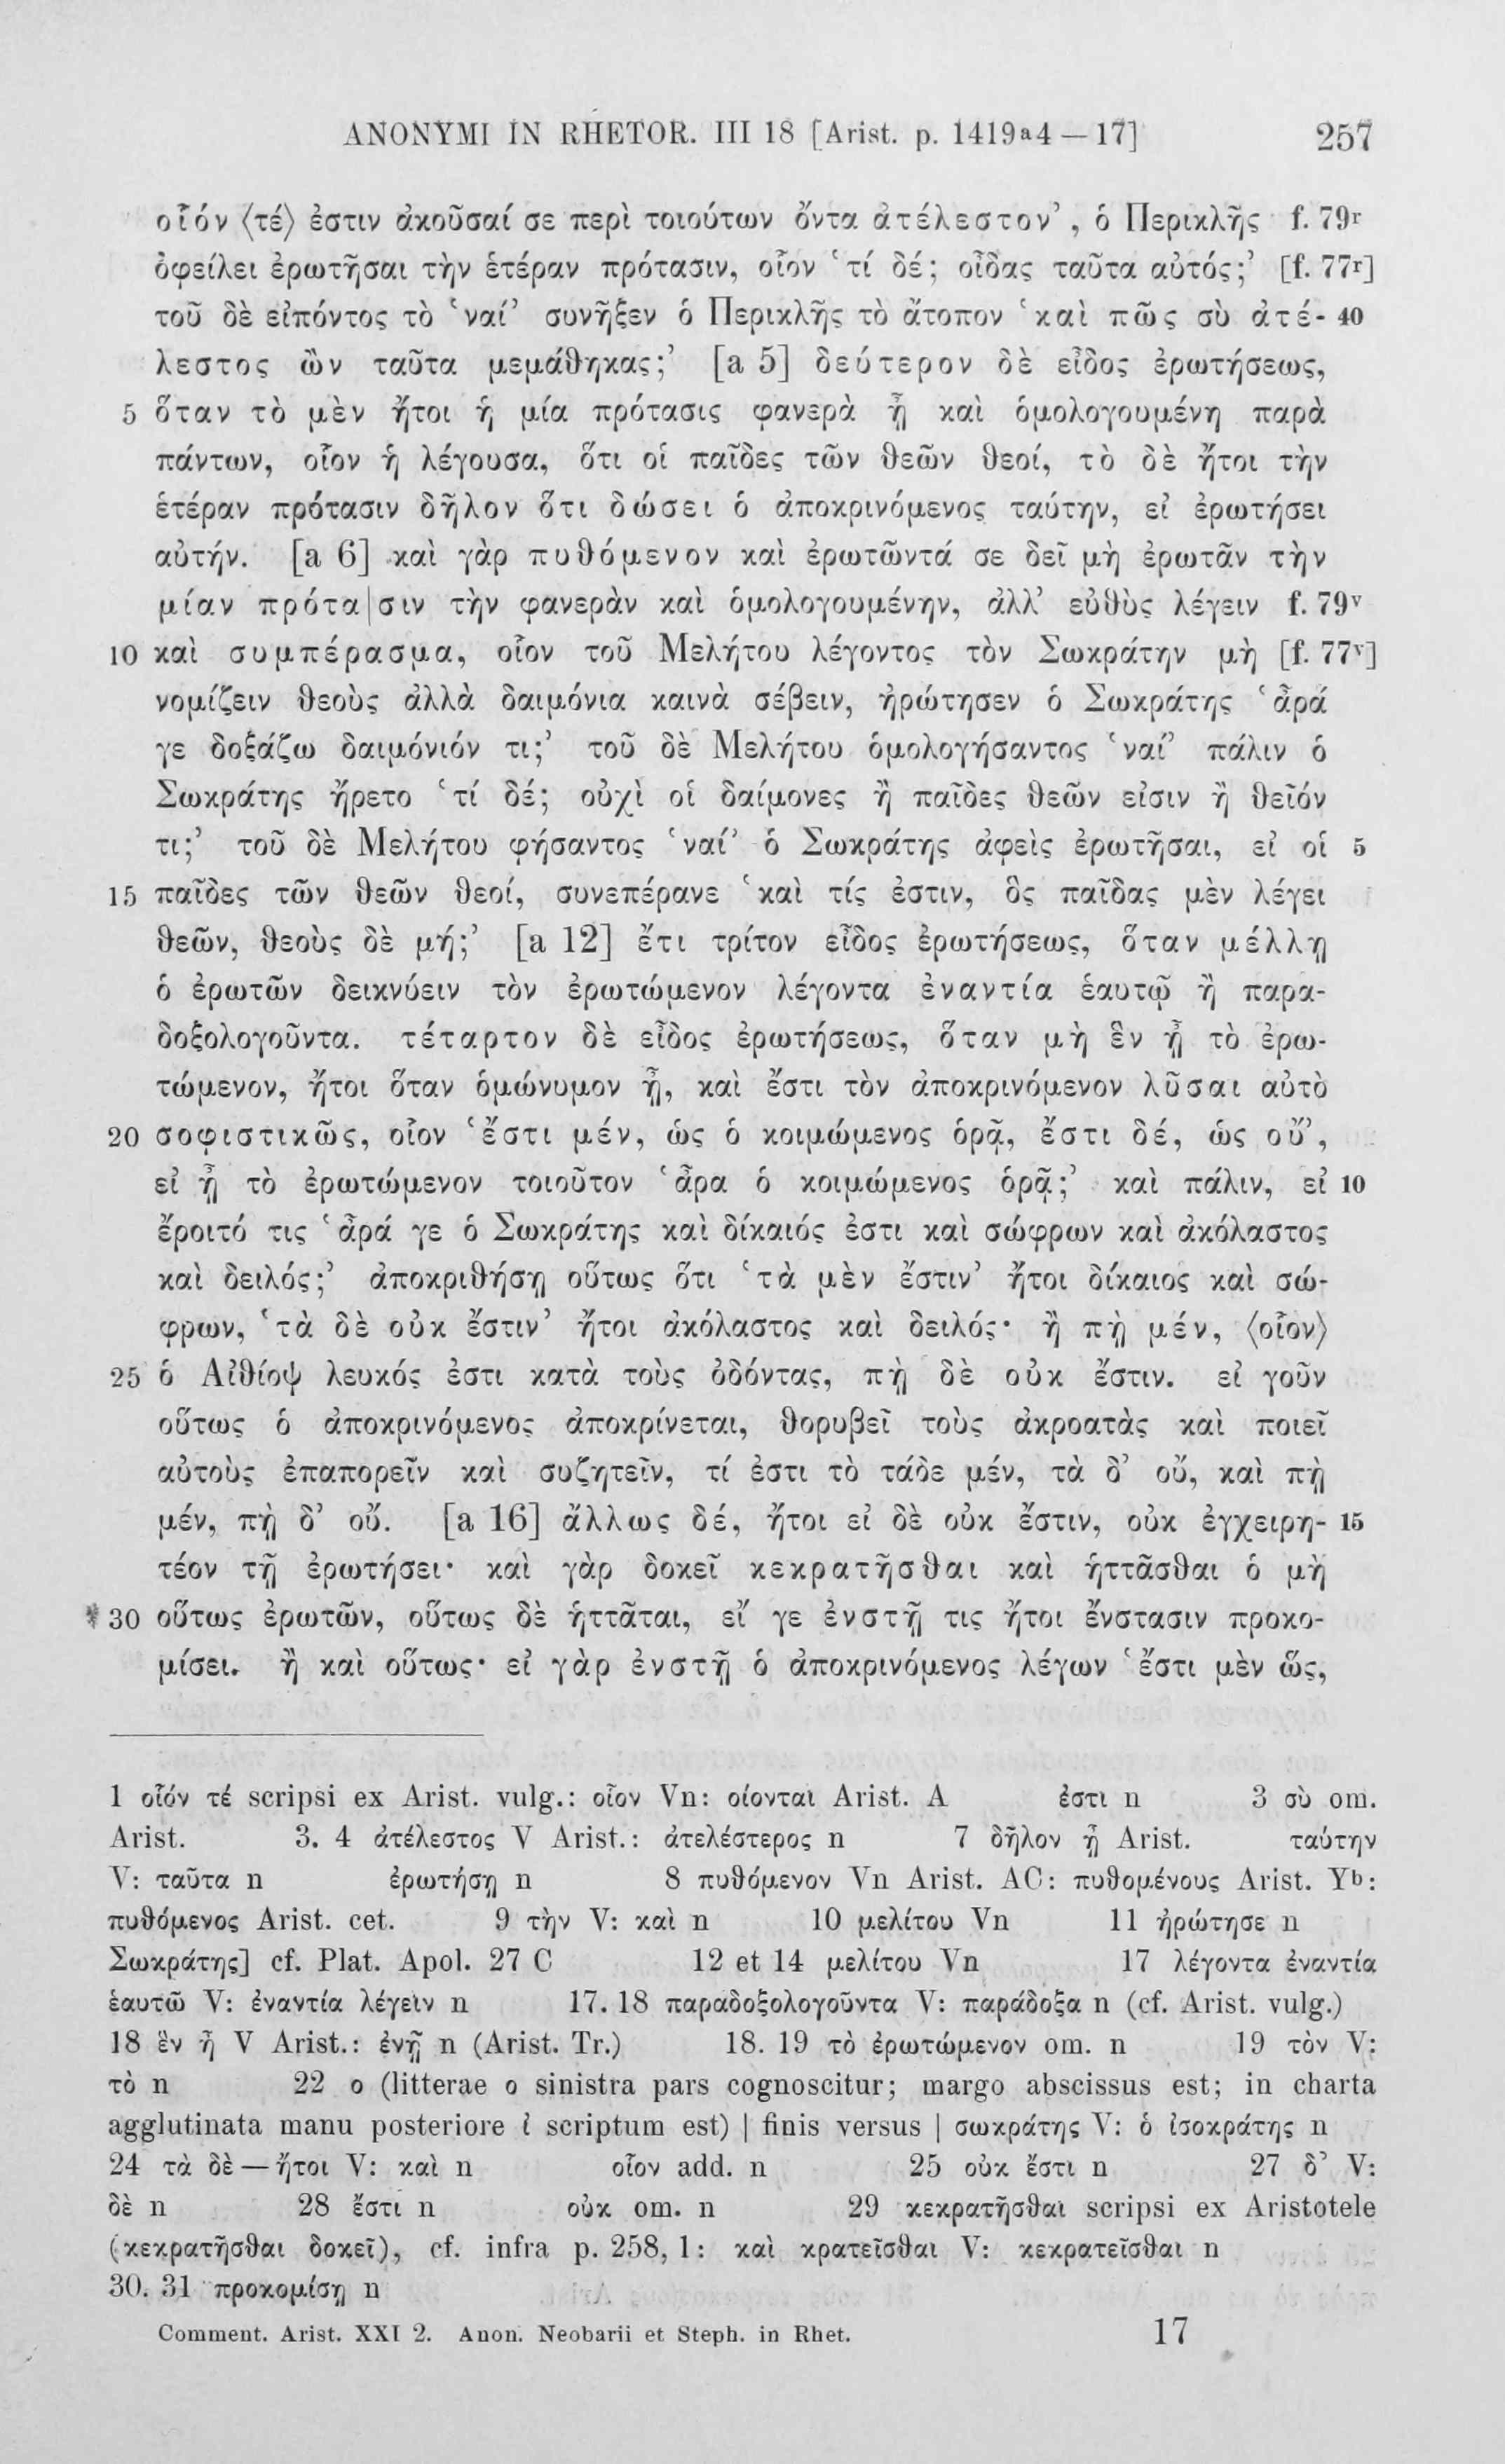 ANONYMI IN RHETOR. III 18 [Arist. p. 1419a4 — 17] 257
οἷόν ⟨τέ⟩ ἐστιν ἀκοῦσαί σε περὶ τοιούτων ὄντα ἀτέλεστον’, ὁ Περικλῆς f. 79r
ὀφείλει ἐρωτῆσαι τὴν ἑτέραν πρότασιν, οἷον ‘τί δέ; οἶδας ταῦτα αὐτός;’ [f. 77r]
τοῦ δὲ εἰπόντος τὸ ‘ναί’ συνῆξεν ὁ Περικλῆς τὸ ἄτοπον ‘καὶ πῶς σὺ ἀτέ- 40
λεστος ὢν ταῦτα μεμάθηκας;’ [a 5] δεύτερον δὲ εἶδος ἐρωτήσεως,
5 ὅταν τὸ μὲν ἤτοι ἡ μία πρότασις φανερὰ ᾖ καὶ ὁμολογουμένη παρὰ
πάντων, οἷον ἡ λέγουσα, ὅτι οἱ παῖδες τῶν θεῶν θεοί, τὸ δὲ ἤτοι τὴν
ἑτέραν πρότασιν δῆλον ὅτι δώσει ὁ ἀποκρινόμενος ταύτην, εἰ ἐρωτήσει
αὐτήν. [a 6] καὶ γὰρ πυθόμενον καὶ ἐρωτῶντά σε δεῖ μὴ ἐρωτᾶν τὴν
μίαν πρότα|σιν τὴν φανερὰν καὶ ὁμολογουμένην, ἀλλ’ εὐθὺς λέγειν f. 79v
10 καὶ συμπέρασμα, οἷον τοῦ Μελήτου λέγοντος τὸν Σωκράτην μὴ [f. 77v]
νομίζειν θεοὺς ἀλλὰ δαιμόνια καινὰ σέβειν, ἠρώτησεν ὁ Σωκράτης ‘ἆρά
γε δοξάζω δαιμόνιόν τι;’ τοῦ δὲ Μελήτου ὁμολογήσαντος ‘ναί’ πάλιν ὁ
Σωκράτης ἤρετο ‘τί δέ; οὐχὶ οἱ δαίμονες ἢ παῖδες θεῶν εἰσιν ἢ θεῖόν
τι;’ τοῦ δὲ Μελήτου φήσαντος ‘ναί’ ὁ Σωκράτης ἀφεὶς ἐρωτῆσαι, εἰ οἱ 5
15 παῖδες τῶν θεῶν θεοί, συνεπέρανε ‘καὶ τίς ἐστιν, ὃς παῖδας μὲν λέγει
θεῶν, θεοὺς δὲ μή;’ [a 12] ἔτι τρίτον εἶδος ἐρωτήσεως, ὅταν μέλλῃ
ὁ ἐρωτῶν δεικνύειν τὸν ἐρωτώμενον λέγοντα ἐναντία ἑαυτῷ ἢ παρα-
δοξολογοῦντα. τέταρτον δὲ εἶδος ἐρωτήσεως, ὅταν μὴ ἓν ᾖ τὸ ἐρω-
τώμενον, ἤτοι ὅταν ὁμώνυμον ᾖ, καὶ ἔστι τὸν ἀποκρινόμενον λῦσαι αὐτὸ
20 σοφιστικῶς, οἷον ‘ἔστι μέν, ὡς ὁ κοιμώμενος ὁρᾷ, ἔστι δέ, ὡς οὔ’,
εἰ ᾖ τὸ ἐρωτώμενον τοιοῦτον ‘ἆρα ὁ κοιμώμενος ὁρᾷ;’ καὶ πάλιν, εἰ 10
ἔροιτό τις ‘ἆρά γε ὁ Σωκράτης καὶ δίκαιός ἐστι καὶ σώφρων καὶ ἀκόλαστος
καὶ δειλός;’ ἀποκριθήσῃ οὕτως ὅτι ‘τὰ μὲν ἔστιν’ ἤτοι δίκαιος καὶ σώ-
φρων, ‘τὰ δὲ οὐκ ἔστιν’ ἤτοι ἀκόλαστος καὶ δειλός· ἢ πῂ μέν, ⟨οἷον⟩
25 ὁ Αἰθίοψ λευκός ἐστι κατὰ τοὺς ὀδόντας, πῂ δὲ οὐκ ἔστιν. εἰ γοῦν
οὕτως ὁ ἀποκρινόμενος ἀποκρίνεται, θορυβεῖ τοὺς ἀκροατὰς καὶ ποιεῖ
αὐτοὺς ἐπαπορεῖν καὶ συζητεῖν, τί ἐστι τὸ τάδε μέν, τὰ δ’ οὔ, καὶ πῂ
μέν, πῂ δ’ οὔ. [a 16] ἄλλως δέ, ἤτοι εἰ δὲ οὐκ ἔστιν, οὐκ ἐγχειρη- 15
τέον τῇ ἐρωτήσει· καὶ γὰρ δοκεῖ κεκρατῆσθαι καὶ ἡττᾶσθαι ὁ μὴ
30 οὕτως ἐρωτῶν, οὕτως δὲ ἡττᾶται, εἴ γε ἐνστῇ τις ἤτοι ἔνστασιν προκο-
μίσει. ἢ καὶ οὕτως· εἰ γὰρ ἐνστῇ ὁ ἀποκρινόμενος λέγων ‘ἔστι μὲν ὥς,
1 οἷόν τέ scripsi ex Arist. vulg.: οἷον Vn: οἴονται Arist. A ἐστι n 3 σὺ om.
Arist. 3. 4 ἀτέλεστος V Arist.: ἀτελέστερος n 7 δῆλον ᾖ Arist. ταύτην
V: ταῦτα n ἐρωτήσῃ n 8 πυθόμενον Vn Arist. AC: πυθομένους Arist. Yb:
πυθόμενος Arist. cet. 9 τὴν V: καὶ n 10 μελίτου Vn 11 ἠρώτησε n
Σωκράτης] cf. Plat. Apol. 27 C 12 et 14 μελίτου Vn 17 λέγοντα ἐναντία
ἑαυτῶ V: ἐναντία λέγειν n 17. 18 παραδοξολογοῦντα V: παράδοξα n (cf. Arist. vulg.)
18 ἓν ἦ V Arist.: ἐνῇ n (Arist. Tr.) 18. 19 τὸ ἐρωτώμενον om. n 19 τὸν V:
τὸ n 22 ο (litterae ο sinistra pars cognoscitur; margo abscissus est; in charta
agglutinata manu posteriore ἱ scriptum est) | finis versus | σωκράτης V: ὁ ἰσοκράτης n
24 τὰ δὲ — ἤτοι V: καὶ n οἷον add. n 25 οὐκ ἔστι n 27 δ’ V:
δὲ n 28 ἔστι n οὐκ om. n 29 κεκρατῆσθαι scripsi ex Aristotele
(κεκρατῆσθαι δοκεῖ), cf. infra p. 258, 1: καὶ κρατεῖσθαι V: κεκρατεῖσθαι n
30. 31 προκομίσῃ n
Comment. Arist. XXI 2. Anon. Neobarii et Steph. in Rhet. 17